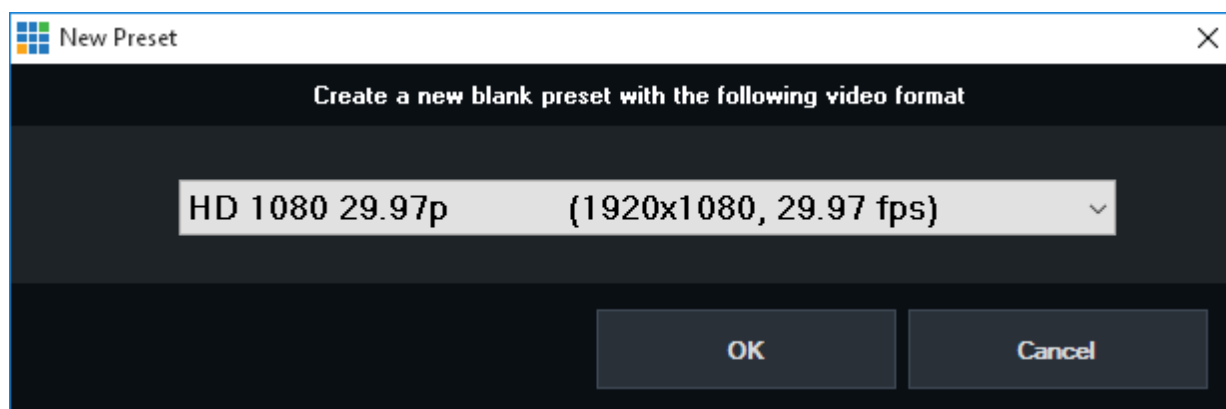 New Preset
Create a new blank preset with the following video format
HD 1080 29.97p (1920x1080, 29.97 fps)
OK Cancel